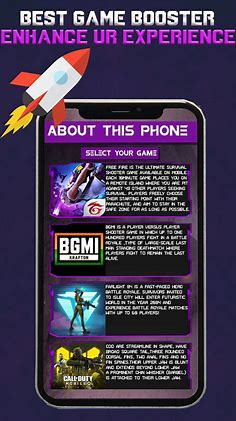 BEST GAME BOOSTER
ENHANCE UR EXPERIENCE
ABOUT THIS PHONE
SELECT YOUR GAME
FREE FIRE IS THE ULTIMATE SURVIVAL
SHOOTER GAME AVAILABLE ON MOBILE.
EACH 10MINUTE GAME PLACES YOU ON
A REMOTE ISLAND WHERE YOU ARE PIT
AGAINST 49 OTHER PLAYERS SEEKING
SURVIVAL PLAYERS FREELY CHOOSE
THEIR STARTING POINT WITH THEIR
PARACHUTE, AND AIM TO STAY IN THE
SAFE ZONE FOR AS LONG AS POSSIBLE.
BGMI
KRAFTON
BGMI IS A PLAYER VERSUS PLAYER
SHOOTER GAME IN WHICH UP TO ONE
HUNDRED PLAYERS FIGHT IN A BATTLE
ROYALE ,TYPE OF LARGE-SCALE LAST
MAN STANDING DEATHMATCH WHERE
PLAYERS FIGHT TO REMAIN THE LAST
ALIVE.
FARLIGHT 84 IS A FAST-PACED HERO
BATTLE ROYALE. SURVIVORS INVITED
TO ISLE CITY WILL ENTER FUTURISTIC
WORLD IN THE YEAR 2084 AND
EXPERIENCE BATTLE ROYALE MATCHES
WITH UP TO 68 PLAYERS!
CALL OF DUTY
MOBILE
COD ARE STREAMLINE IN SHAPE, HAVE
BROAD SQUARE TAIL,THREE ROUNDED
DORSAL FINS, TWO ANAL FINS AND NO
FIN SPINES.THEIR UPPER JAW IS BLUNT
AND EXTENDS BEYOND LOWER JAW
A PROMINENT CHIN WHISKER (BARBEL)
IS ATTACHED TO THEIR LOWER JAW.